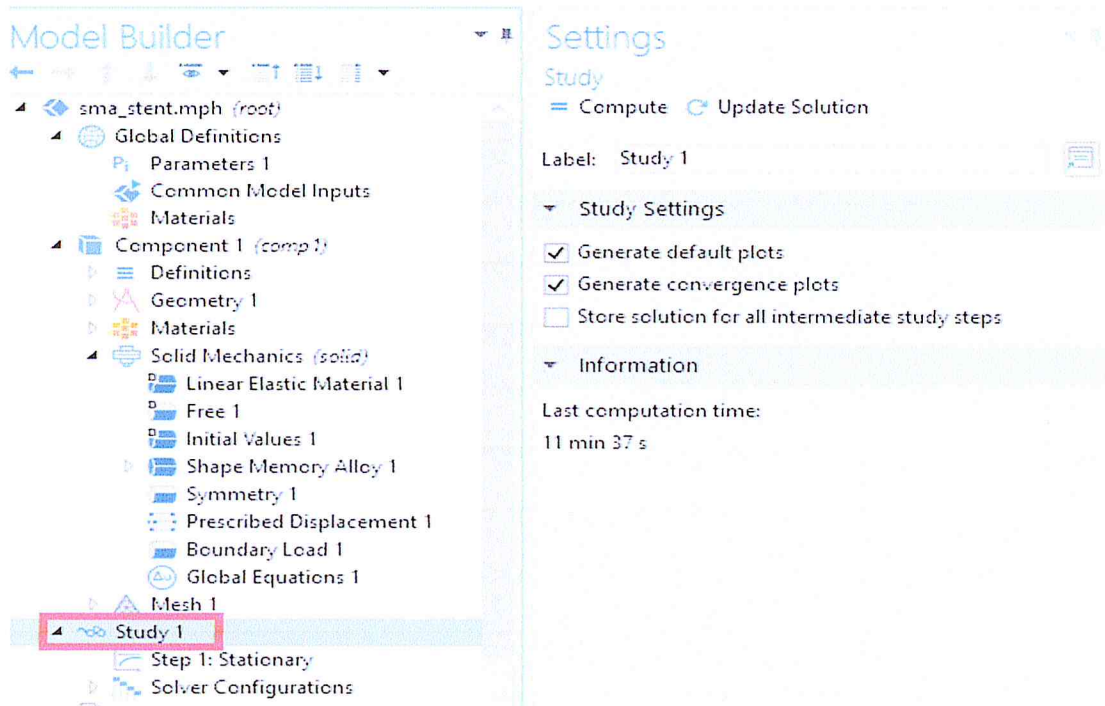 Model Builder
sma_stent.mph (root)
Global Definitions
Pi Parameters 1
Common Model Inputs
Materials
Component 1 (comp1)
Definitions
Geometry 1
Materials
Solid Mechanics (solid)
Linear Elastic Material 1
Free 1
Initial Values 1
Shape Memory Alloy 1
Symmetry 1
Prescribed Displacement 1
Boundary Load 1
Δu Global Equations 1
Mesh 1
Study 1
Step 1: Stationary
Solver Configurations
Settings
Study
= Compute Update Solution
Label: Study 1
Study Settings
Generate default plots
Generate convergence plots
Store solution for all intermediate study steps
Information
Last computation time:
11 min 37 s